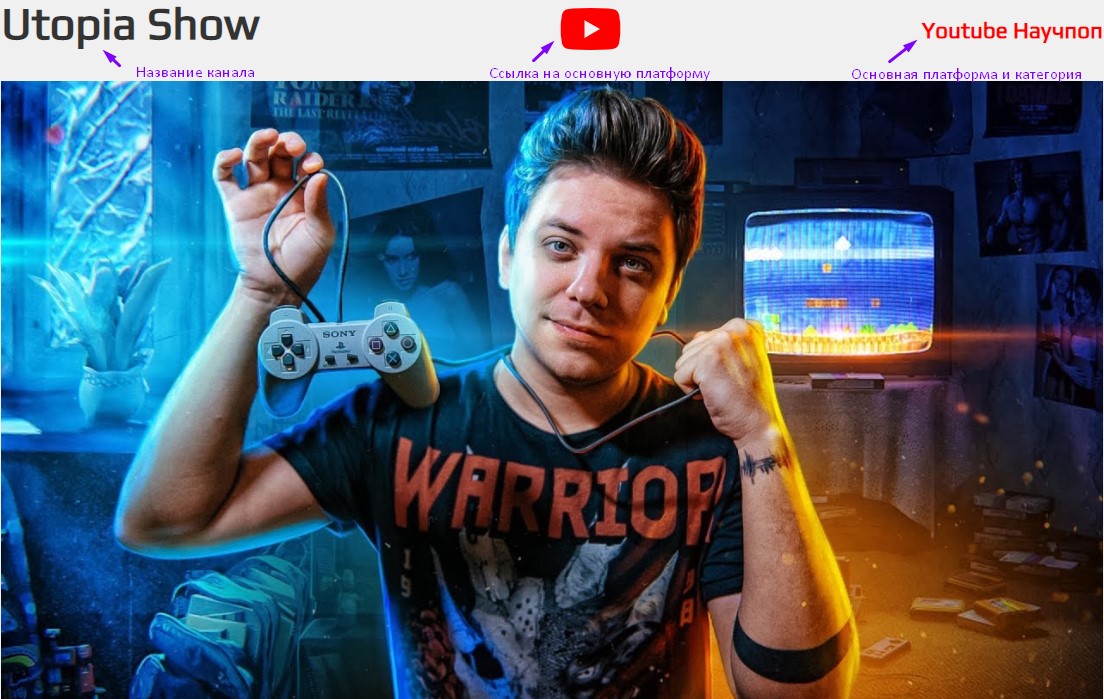 Utopia Show
Youtube Научпоп
Название канала
Ссылка на основную платформу
Основная платформа и категория
TOMB
RAIDER
THE LAST REVELATION
SONY
WARRIOR